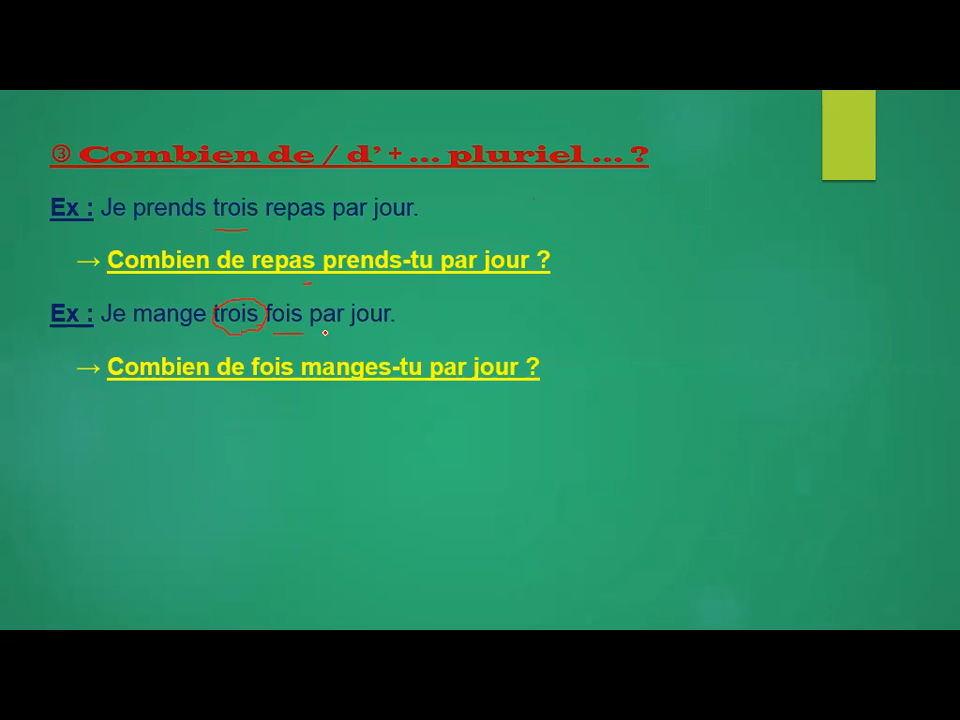 ③ Combien de / d’ + ... pluriel ... ?
Ex : Je prends trois repas par jour.
→ Combien de repas prends-tu par jour ?
Ex : Je mange trois fois par jour.
→ Combien de fois manges-tu par jour ?